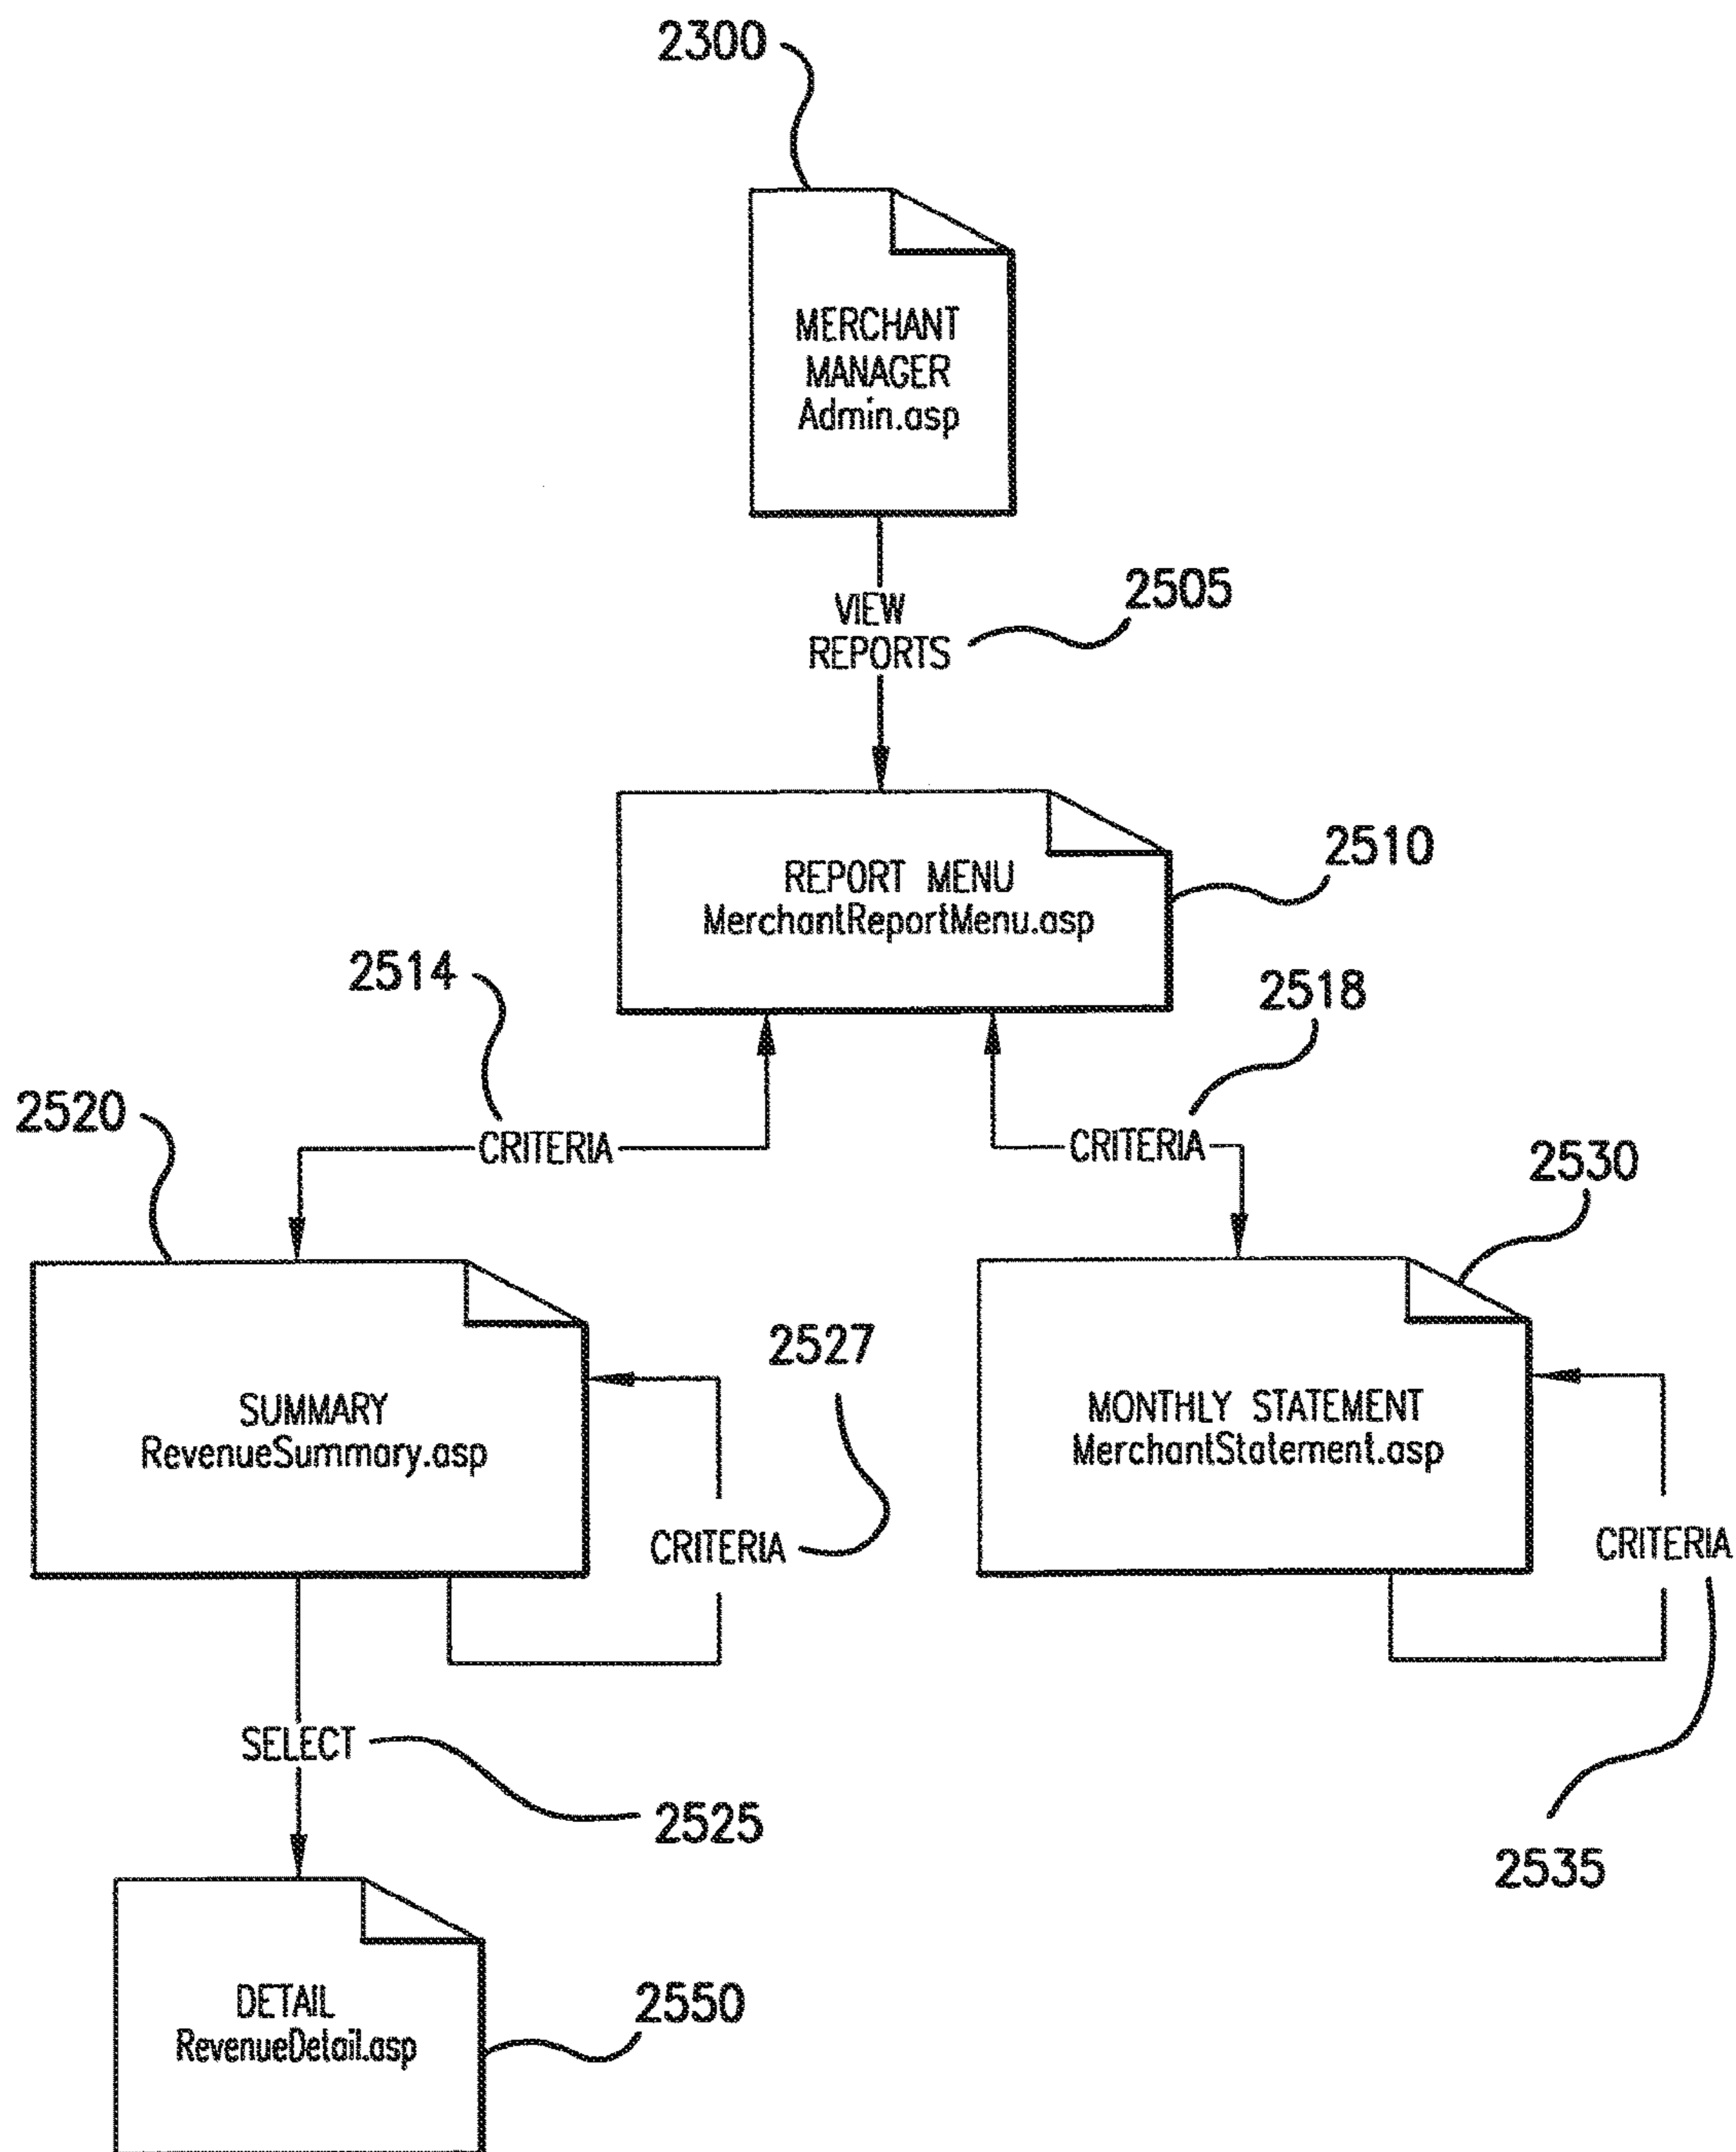 2300
MERCHANT
MANAGER
Admin.asp
VIEW
REPORTS
2505
REPORT MENU
MerchantReportMenu.asp
2510
2514
2518
2520
CRITERIA
CRITERIA
2530
2527
SUMMARY
RevenueSummary.asp
MONTHLY STATEMENT
MerchantStatement.asp
CRITERIA
CRITERIA
SELECT
2525
2535
DETAIL
RevenueDetail.asp
2550